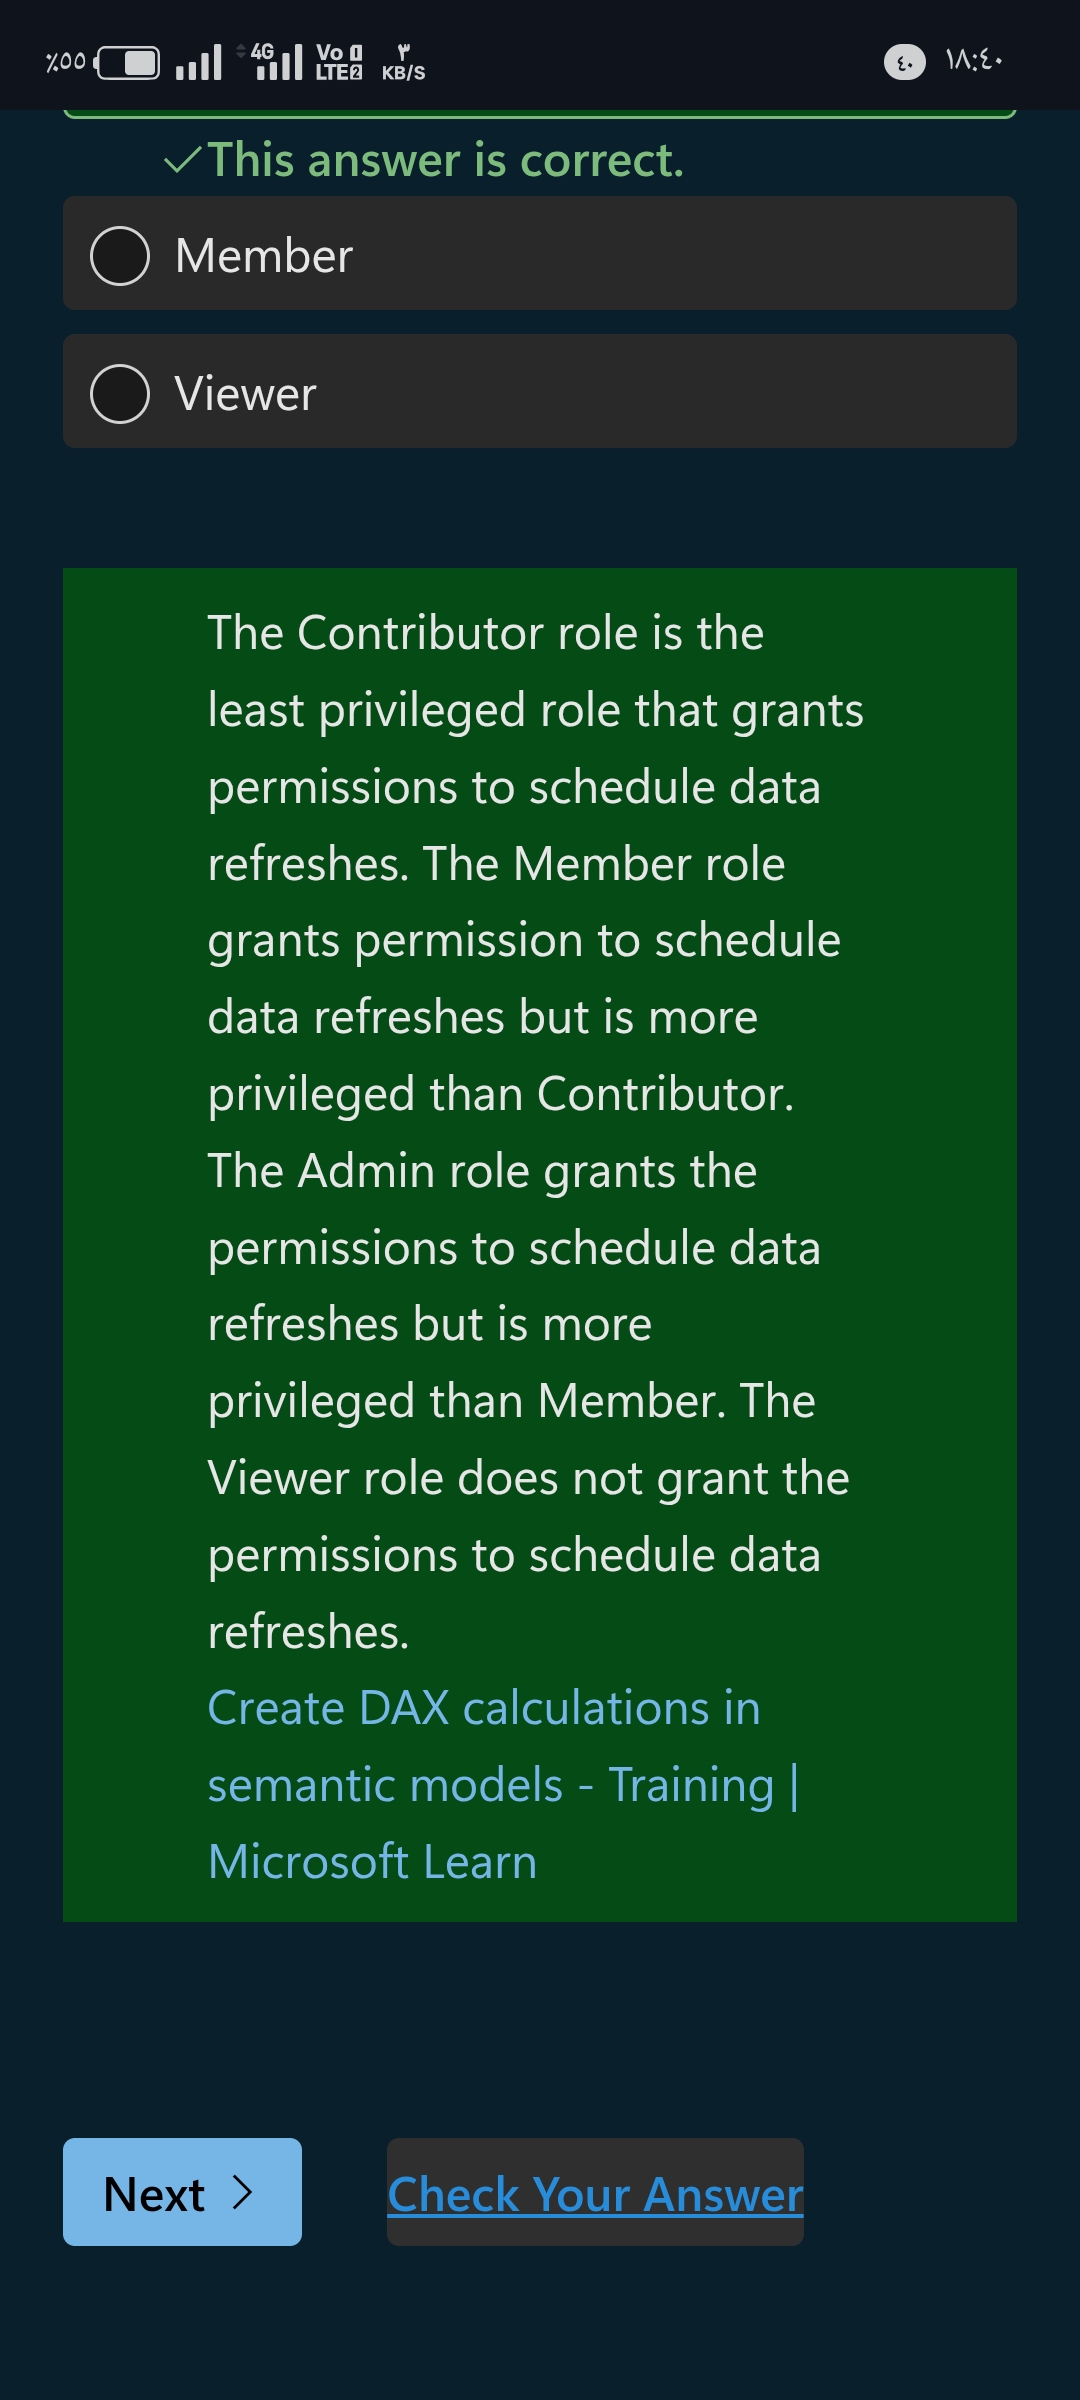 ٪٥٥ 4G Vo 1 LTE 2 ٣ KB/S ٤٠ ١٨:٤٠
This answer is correct.
Member
Viewer
The Contributor role is the
least privileged role that grants
permissions to schedule data
refreshes. The Member role
grants permission to schedule
data refreshes but is more
privileged than Contributor.
The Admin role grants the
permissions to schedule data
refreshes but is more
privileged than Member. The
Viewer role does not grant the
permissions to schedule data
refreshes.
Create DAX calculations in
semantic models - Training |
Microsoft Learn
Next
Check Your Answer